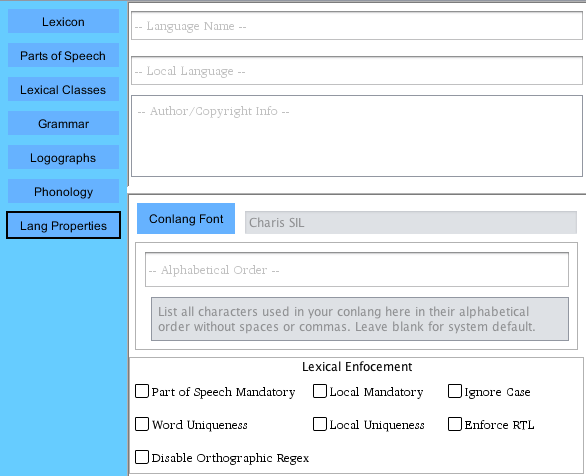 Lexicon
Parts of Speech
Lexical Classes
Grammar
Logographs
Phonology
Lang Properties
-- Language Name --
-- Local Language --
-- Author/Copyright Info --
Conlang Font
Charis SIL
-- Alphabetical Order --
List all characters used in your conlang here in their alphabetical
order without spaces or commas. Leave blank for system default.
Lexical Enfocement
Part of Speech Mandatory Local Mandatory Ignore Case
Word Uniqueness Local Uniqueness Enforce RTL
Disable Orthographic Regex